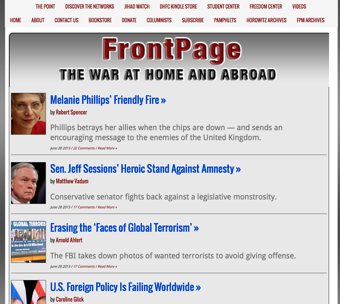 THE POINT DISCOVER THE NETWORKS JIHAD WATCH DHFC KINDLE STORE STUDENT CENTER FREEDOM CENTER VIDEOS
HOME ABOUT CONTACT US BOOKSTORE DONATE COLUMNISTS SUBSCRIBE PAMPHLETS HOROWITZ ARCHIVES FPM ARCHIVES
FrontPage
THE WAR AT HOME AND ABROAD
Melanie Phillips' Friendly Fire »
by Robert Spencer
Phillips betrays her allies when the chips are down — and sends an
encouraging message to the enemies of the United Kingdom.
June 28 2013 / 22 Comments / Read More »
Sen. Jeff Sessions' Heroic Stand Against Amnesty »
by Matthew Vadum
Conservative senator fights back against a legislative monstrosity.
June 28 2013 / 17 Comments / Read More »
GLOBAL TERRORISM
Erasing the 'Faces of Global Terrorism' »
by Arnold Ahlert
The FBI takes down photos of wanted terrorists to avoid giving offense.
June 28 2013 / 11 Comments / Read More »
U.S. Foreign Policy Is Failing Worldwide »
by Caroline Glick